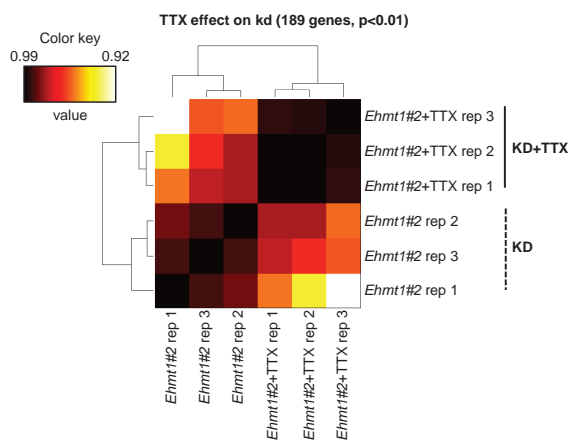 TTX effect on kd (189 genes, p<0.01)
Color key
0.99 0.92
value
Ehmt1#2+TTX rep 3
Ehmt1#2+TTX rep 2
Ehmt1#2+TTX rep 1
KD+TTX
Ehmt1#2 rep 2
Ehmt1#2 rep 3
Ehmt1#2 rep 1
KD
Ehmt1#2 rep 1
Ehmt1#2 rep 3
Ehmt1#2 rep 2
Ehmt1#2+TTX rep 1
Ehmt1#2+TTX rep 2
Ehmt1#2+TTX rep 3